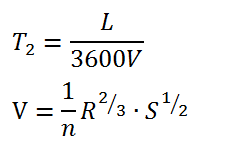 T₂ = L / 3600V
V = 1/n R^2/3 · S^1/2